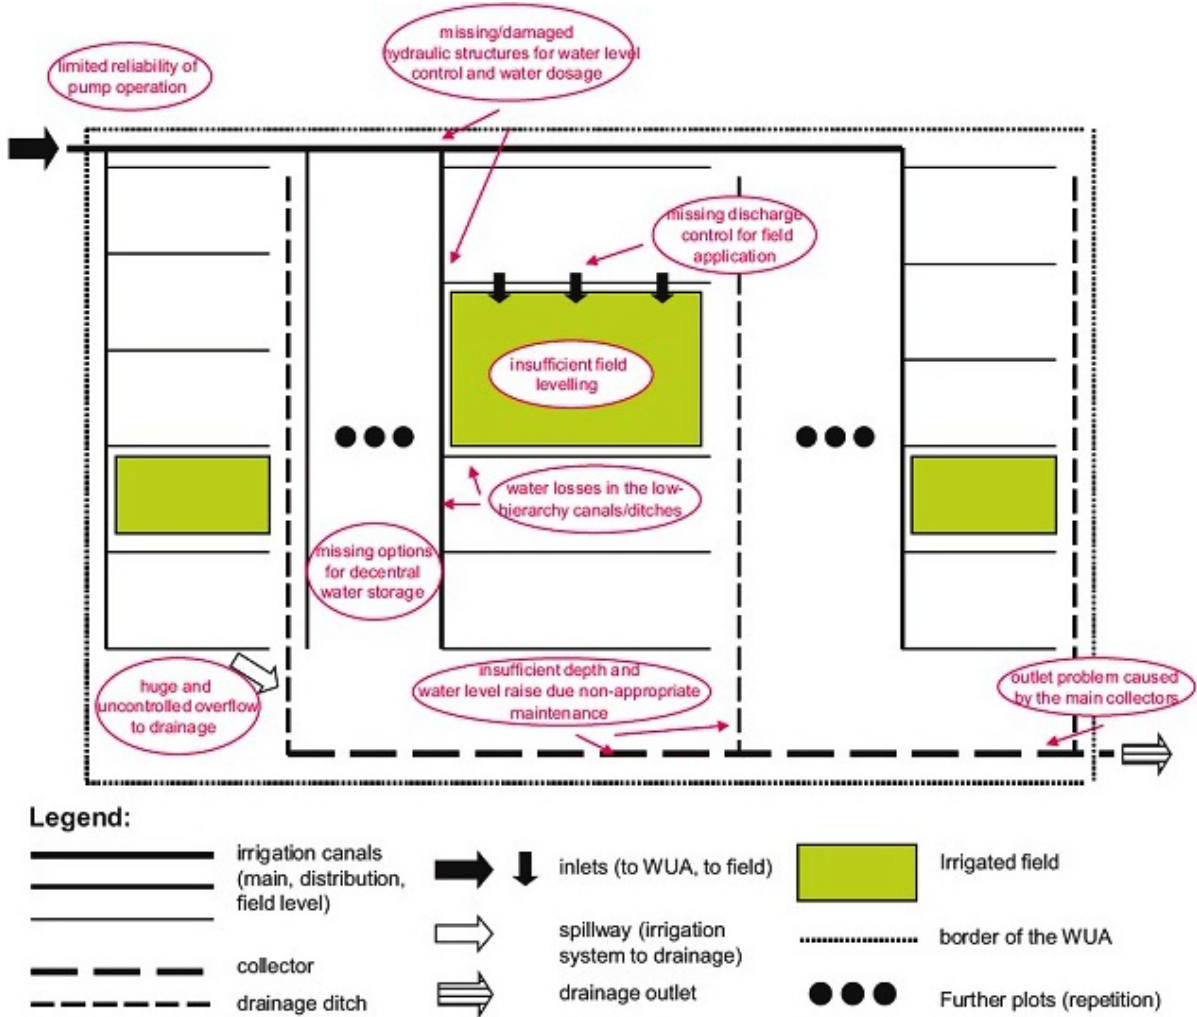 missing/damaged
hydraulic structures for water level
control and water dosage
limited reliability of
pump operation
missing discharge
control for field
application
insufficient field
levelling
water losses in the low-
hierarchy canals/ditches
missing options
for decentral
water storage
huge and
uncontrolled overflow
to drainage
insufficient depth and
water level raise due non-appropriate
maintenance
outlet problem caused
by the main collectors
Legend:
irrigation canals
(main, distribution,
field level)
collector
drainage ditch
inlets (to WUA, to field)
spillway (irrigation
system to drainage)
drainage outlet
Irrigated field
border of the WUA
Further plots (repetition)